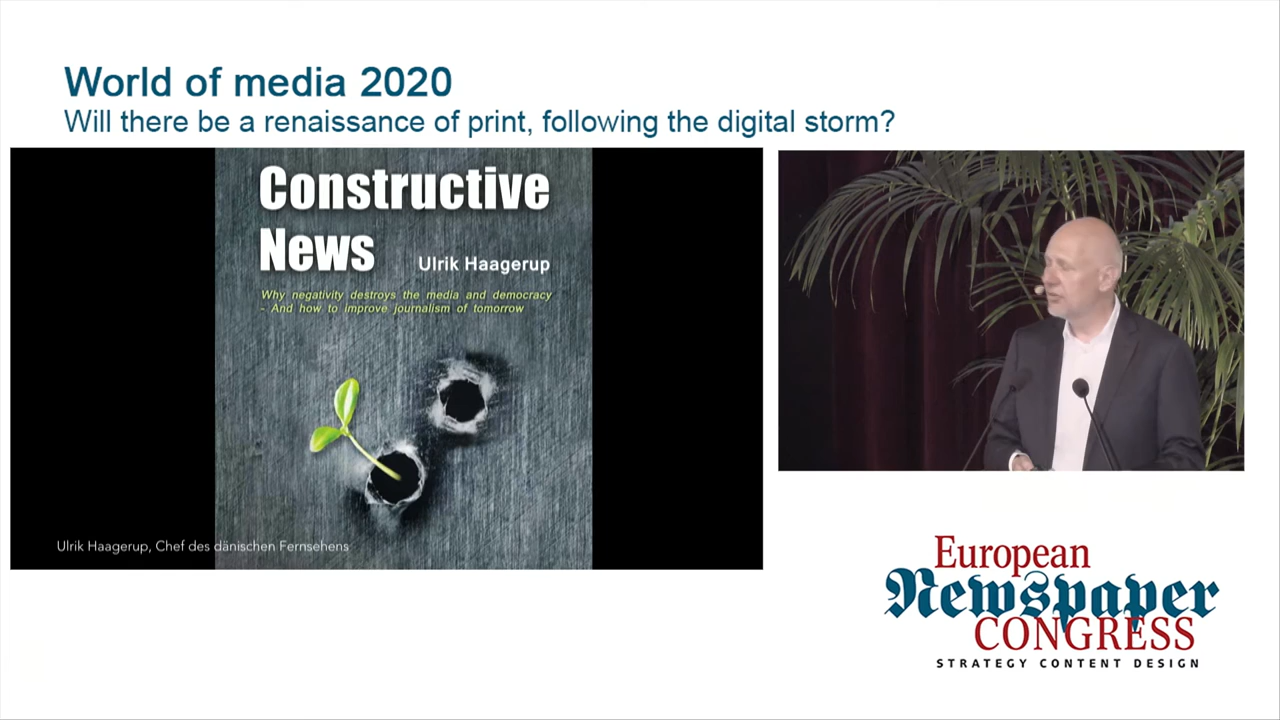 World of media 2020
Will there be a renaissance of print, following the digital storm?
Constructive
News
Ulrik Haagerup
Why negativity destroys the media and democracy
- And how to improve journalism of tomorrow
Ulrik Haagerup, Chef des dänischen Fernsehens
European
Newspaper
CONGRESS
STRATEGY CONTENT DESIGN